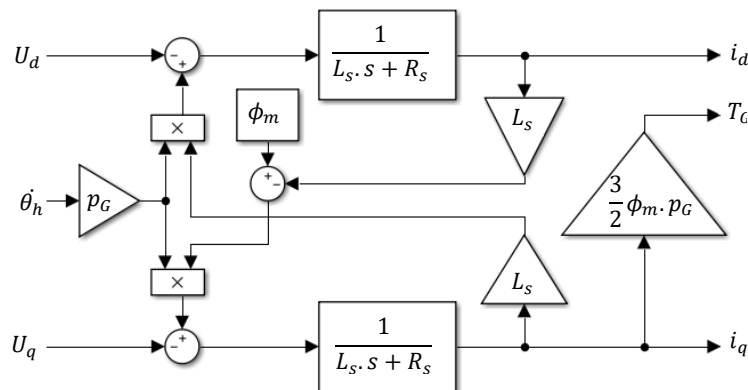 U_d
− +
1
L_s. s + R_s
i_d
ϕ_m
L_s
T_G
×
+ −
θ̇_h
p_G
3/2 ϕ_m. p_G
×
L_s
U_q
− +
1
L_s. s + R_s
i_q